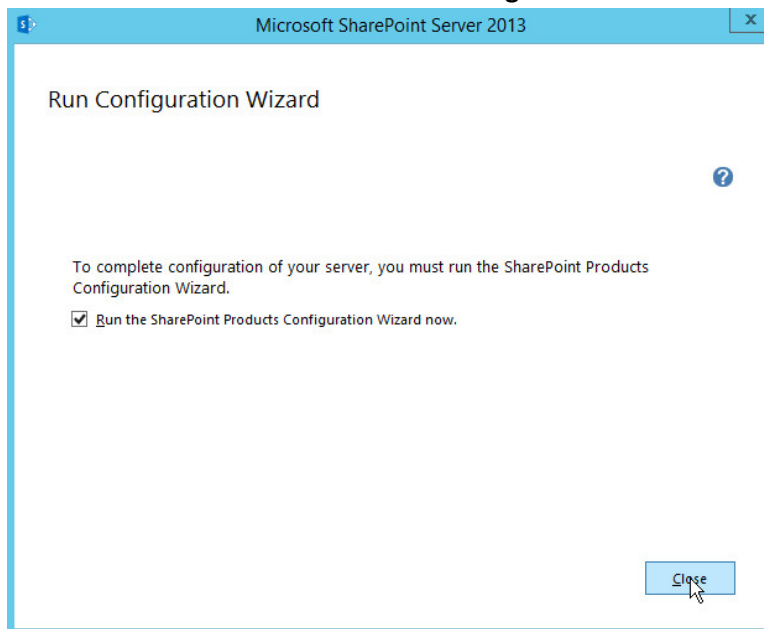 Microsoft SharePoint Server 2013
x
Run Configuration Wizard
?
To complete configuration of your server, you must run the SharePoint Products
Configuration Wizard.
Run the SharePoint Products Configuration Wizard now.
Close